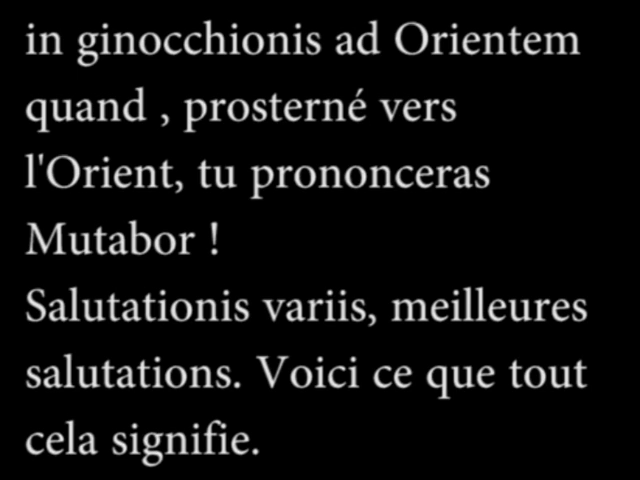 in ginocchionis ad Orientem
quand , prosterné vers
l'Orient, tu prononceras
Mutabor !
Salutationis variis, meilleures
salutations. Voici ce que tout
cela signifie.